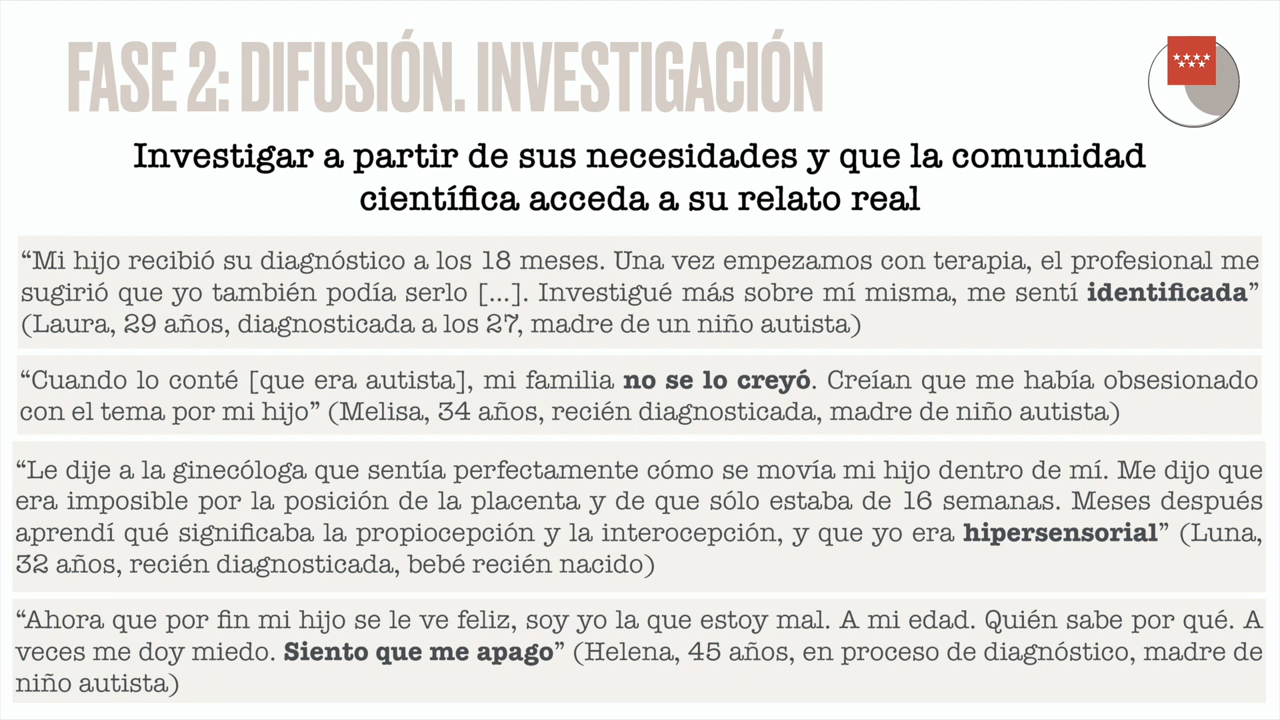 FASE 2: DIFUSIÓN. INVESTIGACIÓN
Investigar a partir de sus necesidades y que la comunidad
científica acceda a su relato real
“Mi hijo recibió su diagnóstico a los 18 meses. Una vez empezamos con terapia, el profesional me
sugirió que yo también podía serlo [...]. Investigué más sobre mí misma, me sentí identificada”
(Laura, 29 años, diagnosticada a los 27, madre de un niño autista)
“Cuando lo conté [que era autista], mi familia no se lo creyó. Creían que me había obsesionado
con el tema por mi hijo” (Melisa, 34 años, recién diagnosticada, madre de niño autista)
“Le dije a la ginecóloga que sentía perfectamente cómo se movía mi hijo dentro de mí. Me dijo que
era imposible por la posición de la placenta y de que sólo estaba de 16 semanas. Meses después
aprendí qué significaba la propiocepción y la interocepción, y que yo era hipersensorial” (Luna,
32 años, recién diagnosticada, bebé recién nacido)
“Ahora que por fin mi hijo se le ve feliz, soy yo la que estoy mal. A mi edad. Quién sabe por qué. A
veces me doy miedo. Siento que me apago” (Helena, 45 años, en proceso de diagnóstico, madre de
niño autista)